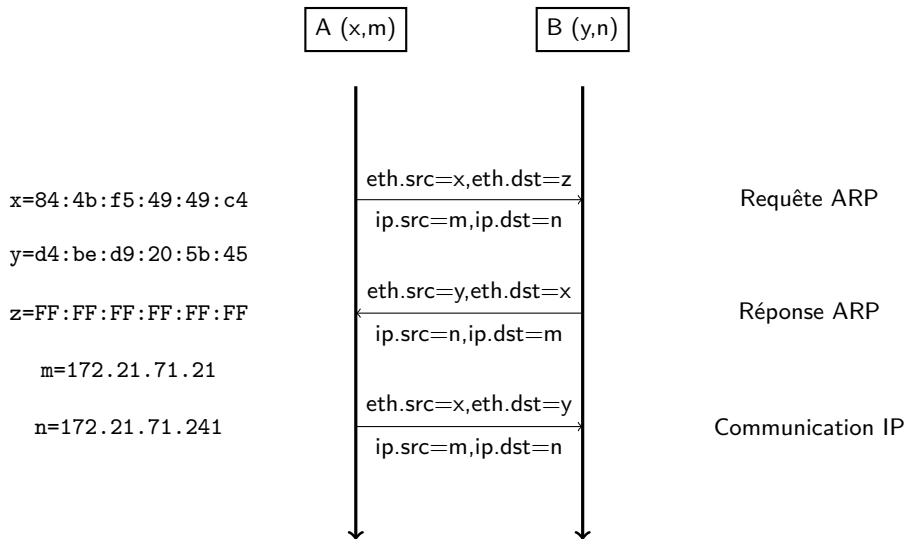 A (x,m)
B (y,n)
eth.src=x,eth.dst=z
x=84:4b:f5:49:49:c4
Requête ARP
ip.src=m,ip.dst=n
y=d4:be:d9:20:5b:45
eth.src=y,eth.dst=x
z=FF:FF:FF:FF:FF:FF
Réponse ARP
ip.src=n,ip.dst=m
m=172.21.71.21
eth.src=x,eth.dst=y
n=172.21.71.241
Communication IP
ip.src=m,ip.dst=n